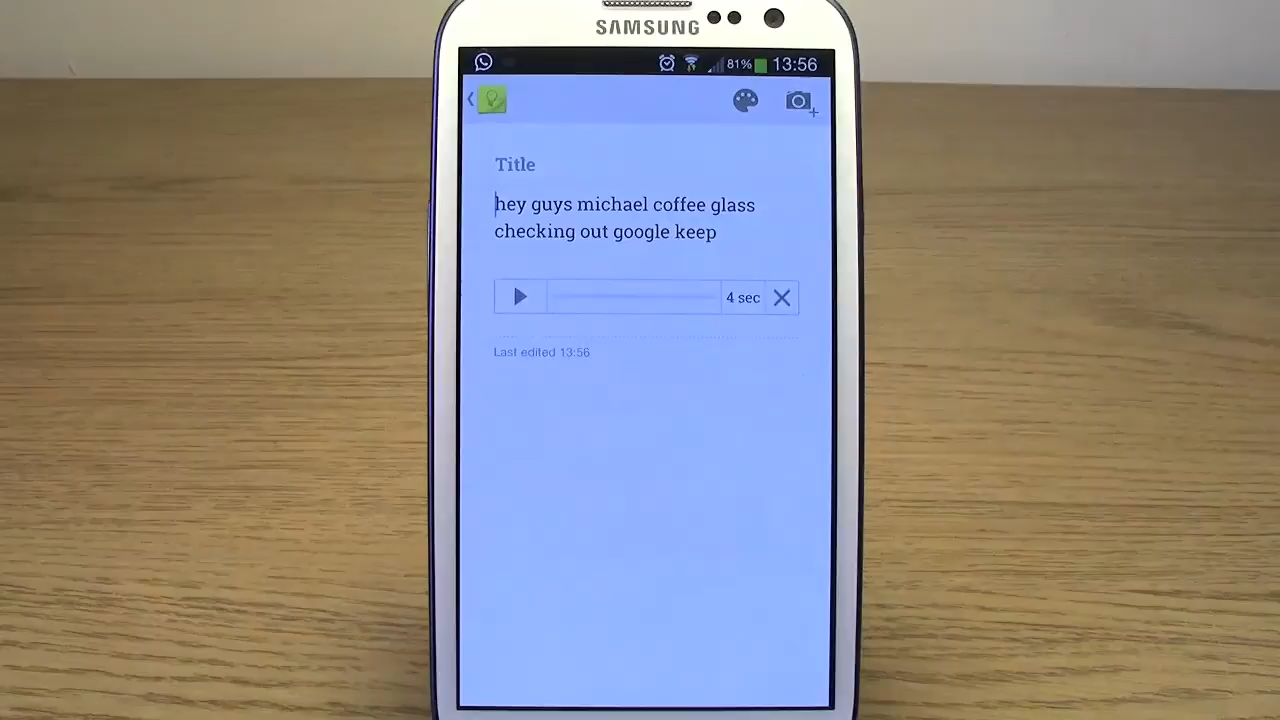 SAMSUNG
81% 13:56
Title
hey guys michael coffee glass
checking out google keep
4 sec
Last edited 13:56